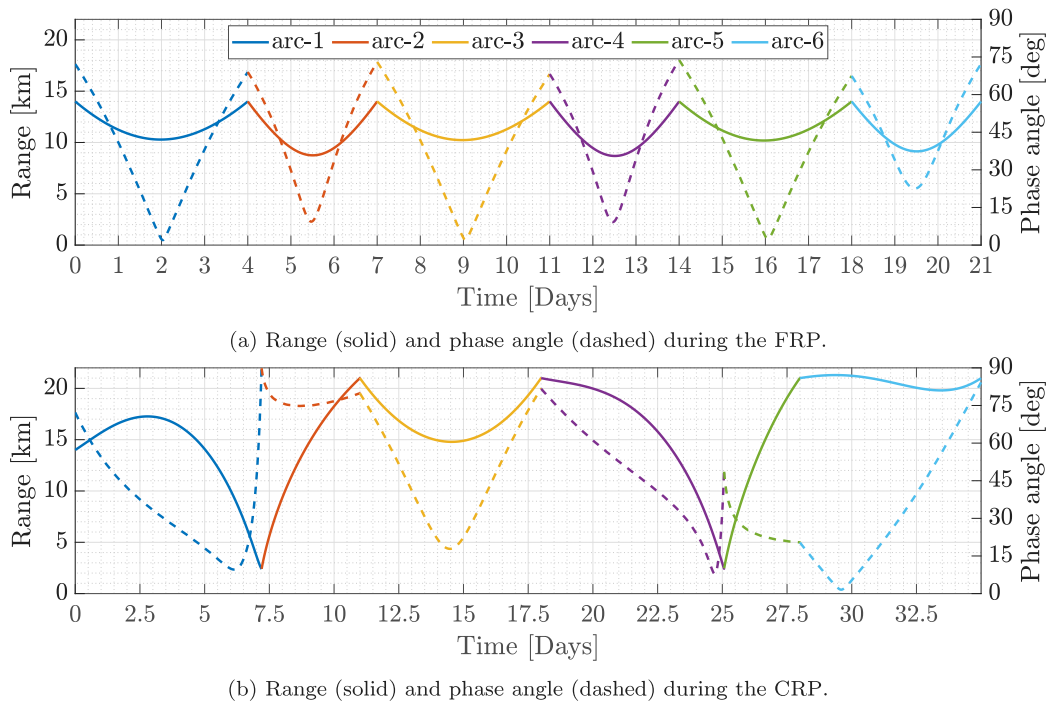 arc-1 arc-2 arc-3 arc-4 arc-5 arc-6
Range [km]
20
15
10
5
0
Phase angle [deg]
90
75
60
45
30
15
0
0 1 2 3 4 5 6 7 8 9 10 11 12 13 14 15 16 17 18 19 20 21
Time [Days]
(a) Range (solid) and phase angle (dashed) during the FRP.
Range [km]
20
15
10
5
0
Phase angle [deg]
90
75
60
45
30
15
0
0 2.5 5 7.5 10 12.5 15 17.5 20 22.5 25 27.5 30 32.5
Time [Days]
(b) Range (solid) and phase angle (dashed) during the CRP.